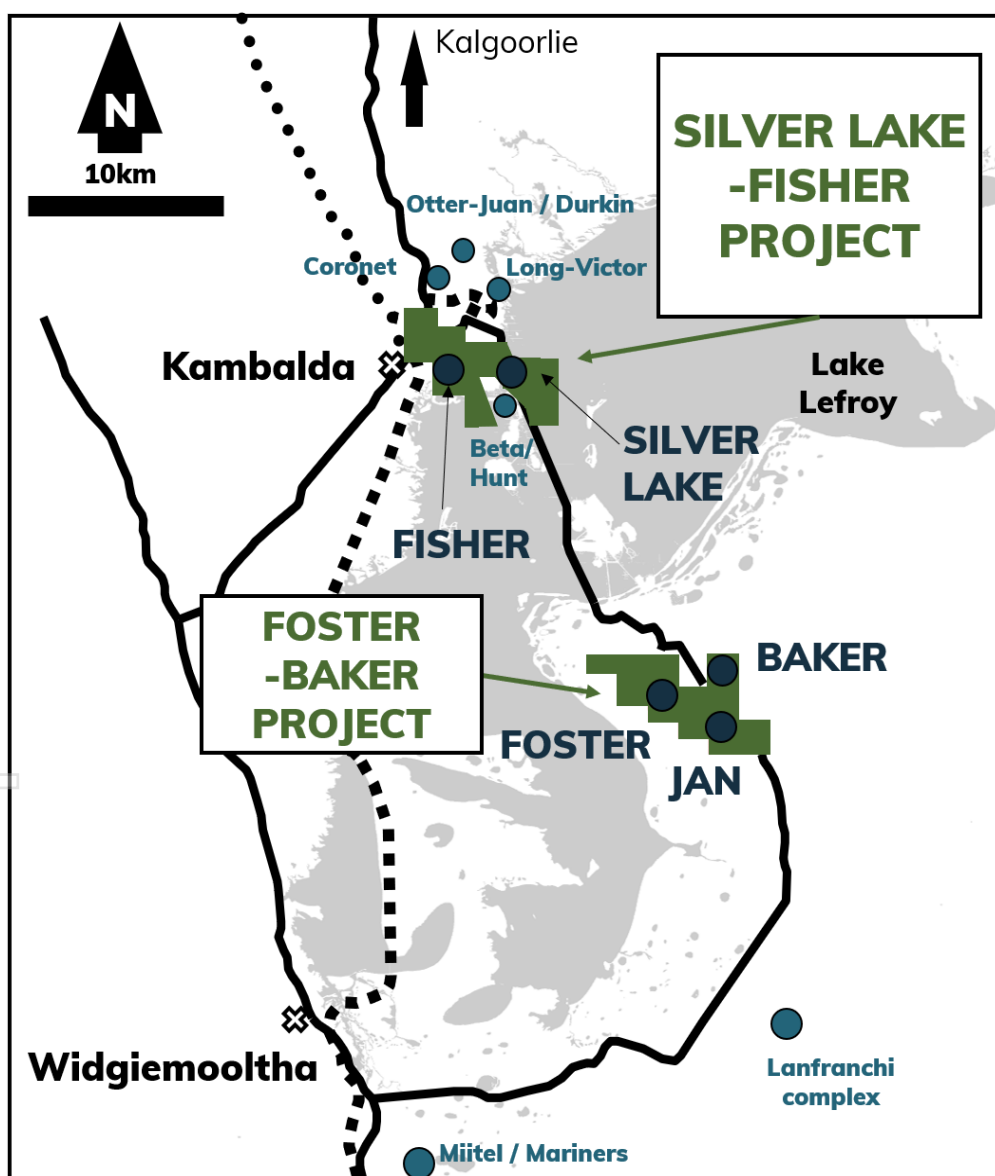 Kalgoorlie
N
10km
SILVER LAKE
-FISHER
PROJECT
Otter-Juan / Durkin
Coronet
Long-Victor
Kambalda
Lake
Lefroy
Beta/
Hunt
SILVER
LAKE
FISHER
FOSTER
-BAKER
PROJECT
BAKER
FOSTER
JAN
Widgiemooltha
Lanfranchi
complex
Miitel / Mariners